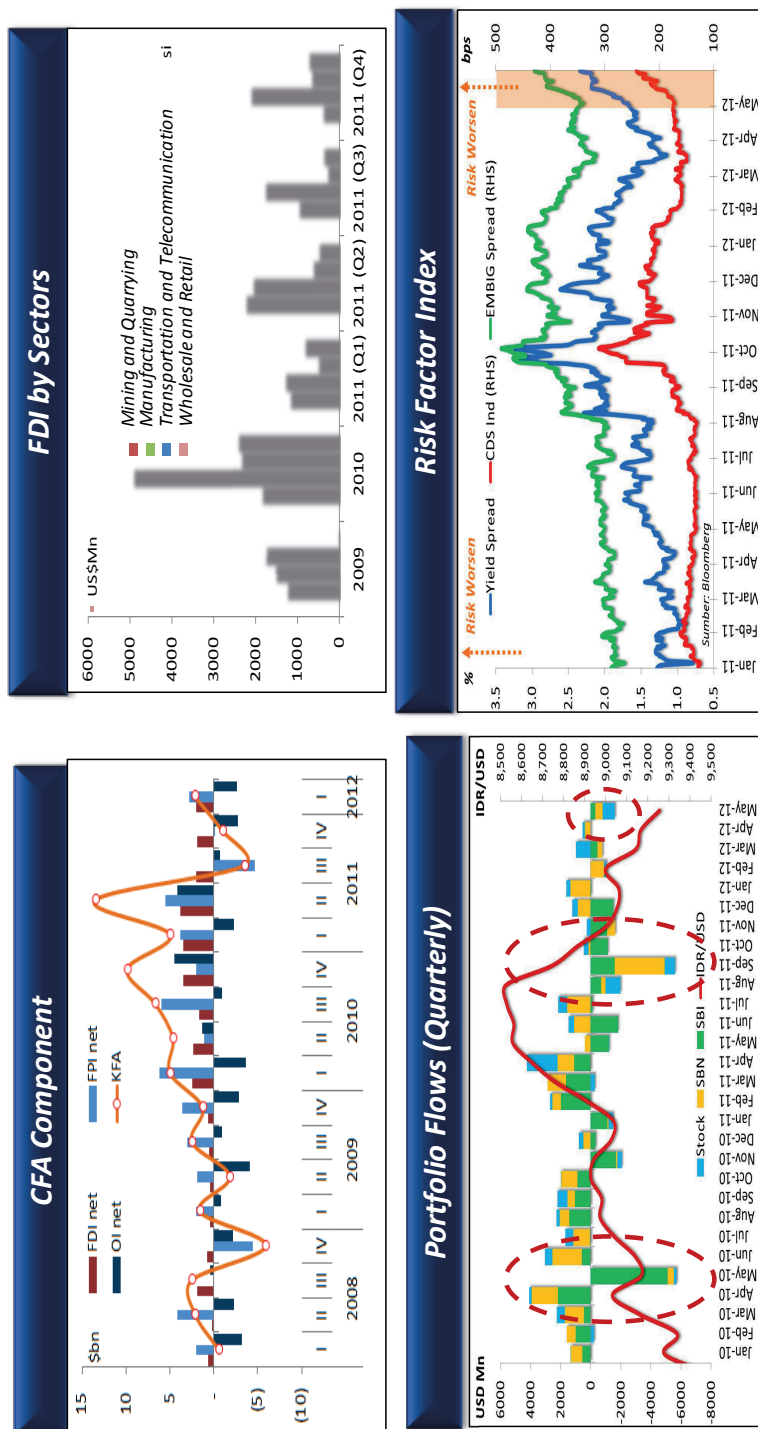 CFA Component
$bn
FDI net
FPI net
OI net
KFA
15
10
5
-
(5)
(10)
I II III IV I II III IV I II III IV I II III IV I
2008 2009 2010 2011 2012
FDI by Sectors
US$Mn
6000
5000
4000
3000
2000
1000
0
Mining and Quarrying
Manufacturing
Transportation and Telecommunication
si
Wholesale and Retail
2009 2010 2011 (Q1) 2011 (Q2) 2011 (Q3) 2011 (Q4)
Portfolio Flows (Quarterly)
USD Mn
IDR/USD
6000
4000
2000
0
-2000
-4000
-6000
-8000
8,500
8,600
8,700
8,800
8,900
9,000
9,100
9,200
9,300
9,400
9,500
Stock SBN SBI IDR/USD
Jan-10 Feb-10 Mar-10 Apr-10 May-10 Jun-10 Jul-10 Aug-10 Sep-10 Oct-10 Nov-10 Dec-10 Jan-11 Feb-11 Mar-11 Apr-11 May-11 Jun-11 Jul-11 Aug-11 Sep-11 Oct-11 Nov-11 Dec-11 Jan-12 Feb-12 Mar-12 Apr-12 May-12
Risk Factor Index
%
bps
Risk Worsen
Risk Worsen
Yield Spread CDS Ind (RHS) EMBIG Spread (RHS)
3.5
3.0
2.5
2.0
1.5
1.0
0.5
500
400
300
200
100
Sumber: Bloomberg
Jan-11 Feb-11 Mar-11 Apr-11 May-11 Jun-11 Jul-11 Aug-11 Sep-11 Oct-11 Nov-11 Dec-11 Jan-12 Feb-12 Mar-12 Apr-12 May-12